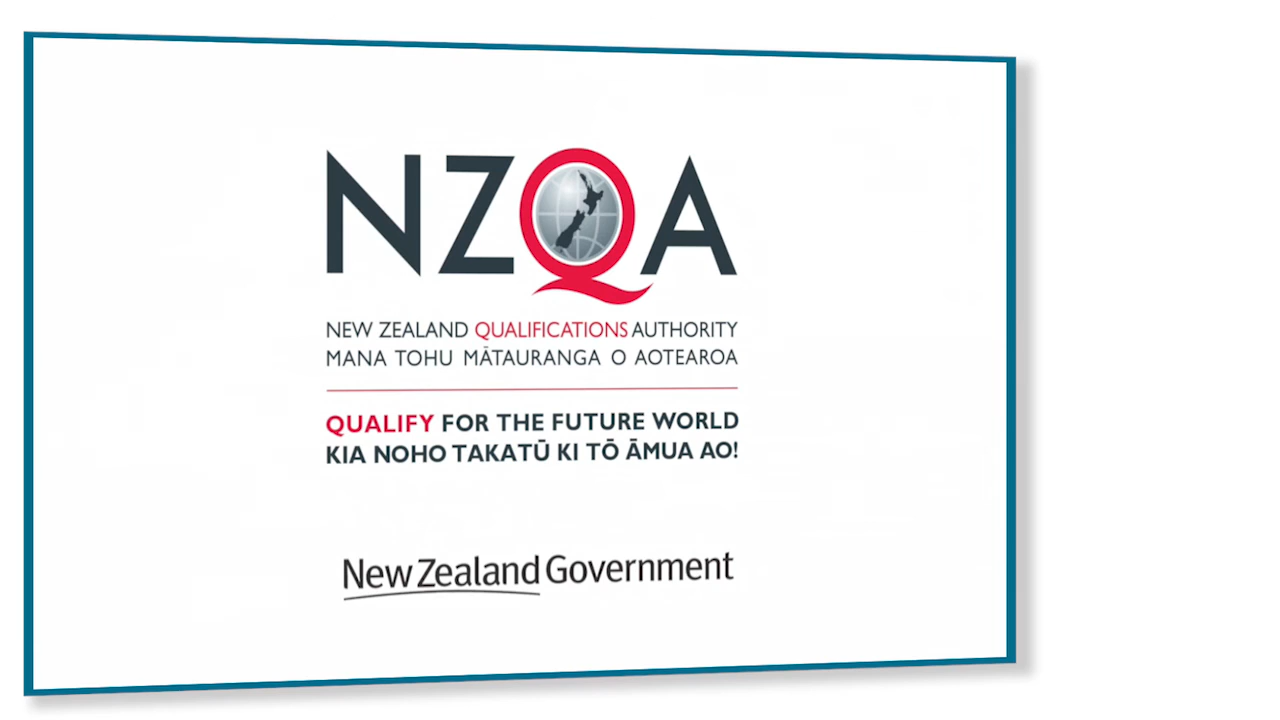 NZQA
NEW ZEALAND QUALIFICATIONS AUTHORITY
MANA TOHU MĀTAURANGA O AOTEAROA
QUALIFY FOR THE FUTURE WORLD
KIA NOHO TAKATŪ KI TŌ ĀMUA AO!
New Zealand Government